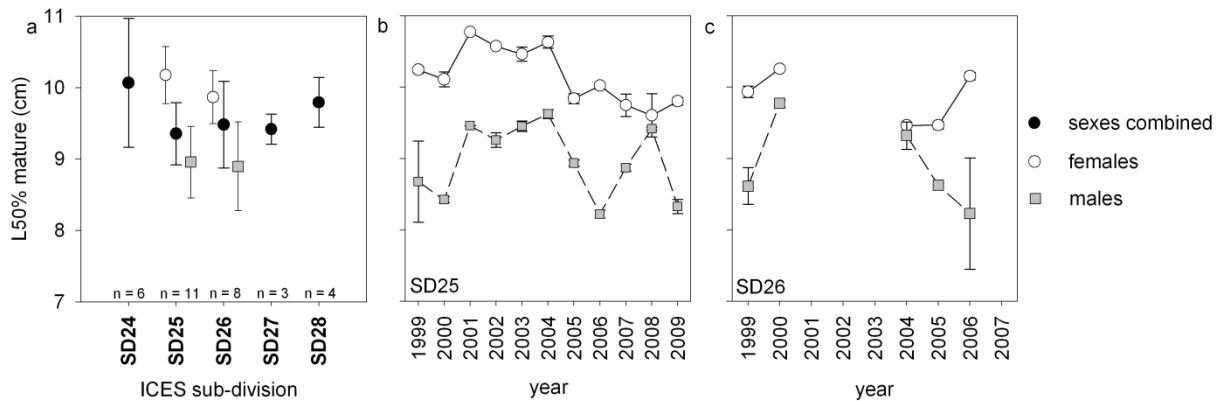 a
b
c
L50% mature (cm)
11
10
9
8
7
n = 6 n = 11 n = 8 n = 3 n = 4
SD24 SD25 SD26 SD27 SD28
ICES sub-division
SD25
1999 2000 2001 2002 2003 2004 2005 2006 2007 2008 2009
year
SD26
1999 2000 2001 2002 2003 2004 2005 2006 2007
year
sexes combined
females
males